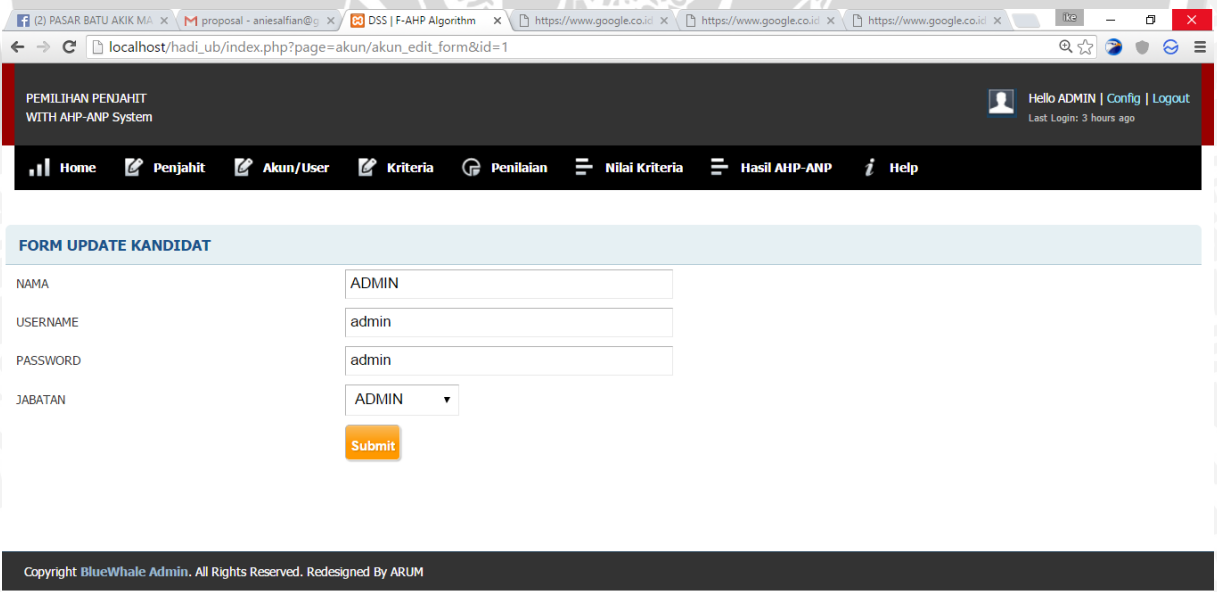 (2) PASAR BATU AKIK MA
proposal - aniesalfian@g
DSS | F-AHP Algorithm
https://www.google.co.id
https://www.google.co.id
https://www.google.co.id
Ike
localhost/hadi_ub/index.php?page=akun/akun_edit_form&id=1
PEMILIHAN PENJAHIT
WITH AHP-ANP System
Hello ADMIN | Config | Logout
Last Login: 3 hours ago
Home Penjahit Akun/User Kriteria Penilaian Nilai Kriteria Hasil AHP-ANP Help
FORM UPDATE KANDIDAT
NAMA ADMIN
USERNAME admin
PASSWORD admin
JABATAN ADMIN
Submit
Copyright BlueWhale Admin. All Rights Reserved. Redesigned By ARUM